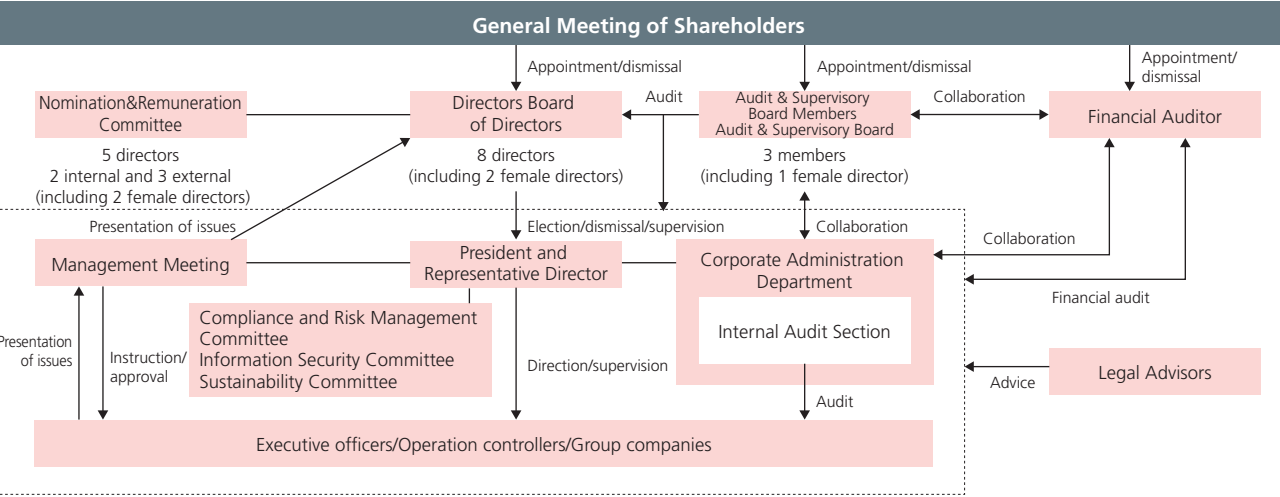 General Meeting of Shareholders
Appointment/dismissal
Appointment/dismissal
Appointment/
dismissal
Nomination&Remuneration
Committee
Directors Board
of Directors
Audit
Audit & Supervisory
Board Members
Audit & Supervisory Board
Collaboration
Financial Auditor
5 directors
2 internal and 3 external
(including 2 female directors)
8 directors
(including 2 female directors)
3 members
(including 1 female director)
Presentation of issues
Election/dismissal/supervision
Collaboration
Collaboration
Management Meeting
President and
Representative Director
Corporate Administration
Department
Internal Audit Section
Financial audit
Compliance and Risk Management
Committee
Information Security Committee
Sustainability Committee
Presentation
of issues
Instruction/
approval
Direction/supervision
Advice
Legal Advisors
Audit
Executive officers/Operation controllers/Group companies